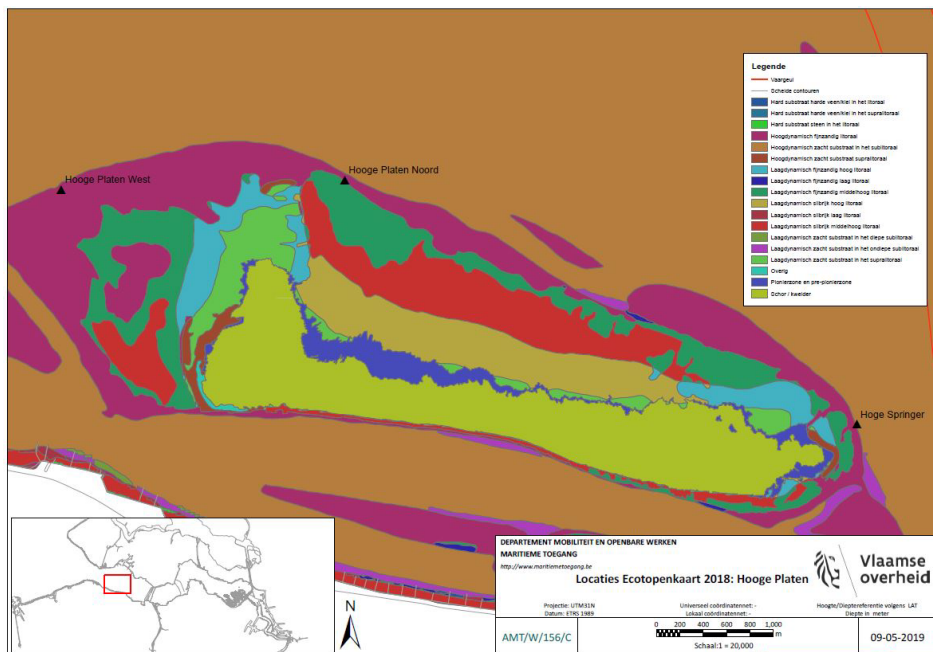 Legende
Vaargeul
Schelde contouren
Hard substraat harde veen/klei in het litoraal
Hard substraat harde veen/klei in het supralitoraal
Hard substraat steen in het litoraal
Hoogdynamisch fijnzandig litoraal
Hoogdynamisch zacht substraat in het sublitoraal
Hoogdynamisch zacht substraat supralitoraal
Laagdynamisch fijnzandig hoog litoraal
Laagdynamisch fijnzandig laag litoraal
Laagdynamisch fijnzandig middelhoog litoraal
Laagdynamisch slibrijk hoog litoraal
Laagdynamisch slibrijk laag litoraal
Laagdynamisch slibrijk middelhoog litoraal
Laagdynamisch zacht substraat in het diepe sublitoraal
Laagdynamisch zacht substraat in het ondiepe sublitoraal
Laagdynamisch zacht substraat in het supralitoraal
Overig
Pionierzone en pre-pionierzone
Schor / kwelder
Hooge Platen West
Hooge Platen Noord
Hoge Springer
N
DEPARTEMENT MOBILITEIT EN OPENBARE WERKEN
MARITIEME TOEGANG
http://www.maritiemetoegang.be
Locaties Ecotopenkaart 2018: Hooge Platen
Vlaamse
overheid
Projectie: UTM31N
Datum: ETRS 1989
Universeel coördinatennet: -
Lokaal coördinatennet: -
Hoogte/Dieptereferentie volgens LAT
Diepte in meter
AMT/W/156/C
0 200 400 600 800 1,000
m
Schaal:1 = 20,000
09-05-2019